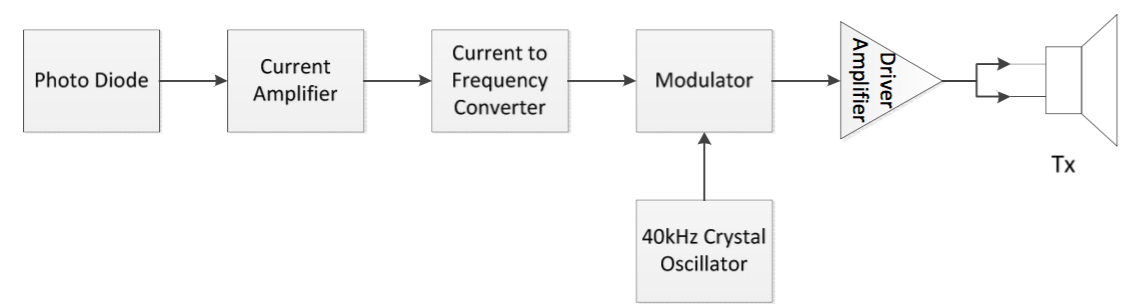 Photo Diode
Current
Amplifier
Current to
Frequency
Converter
Modulator
Driver
Amplifier
Tx
40kHz Crystal
Oscillator